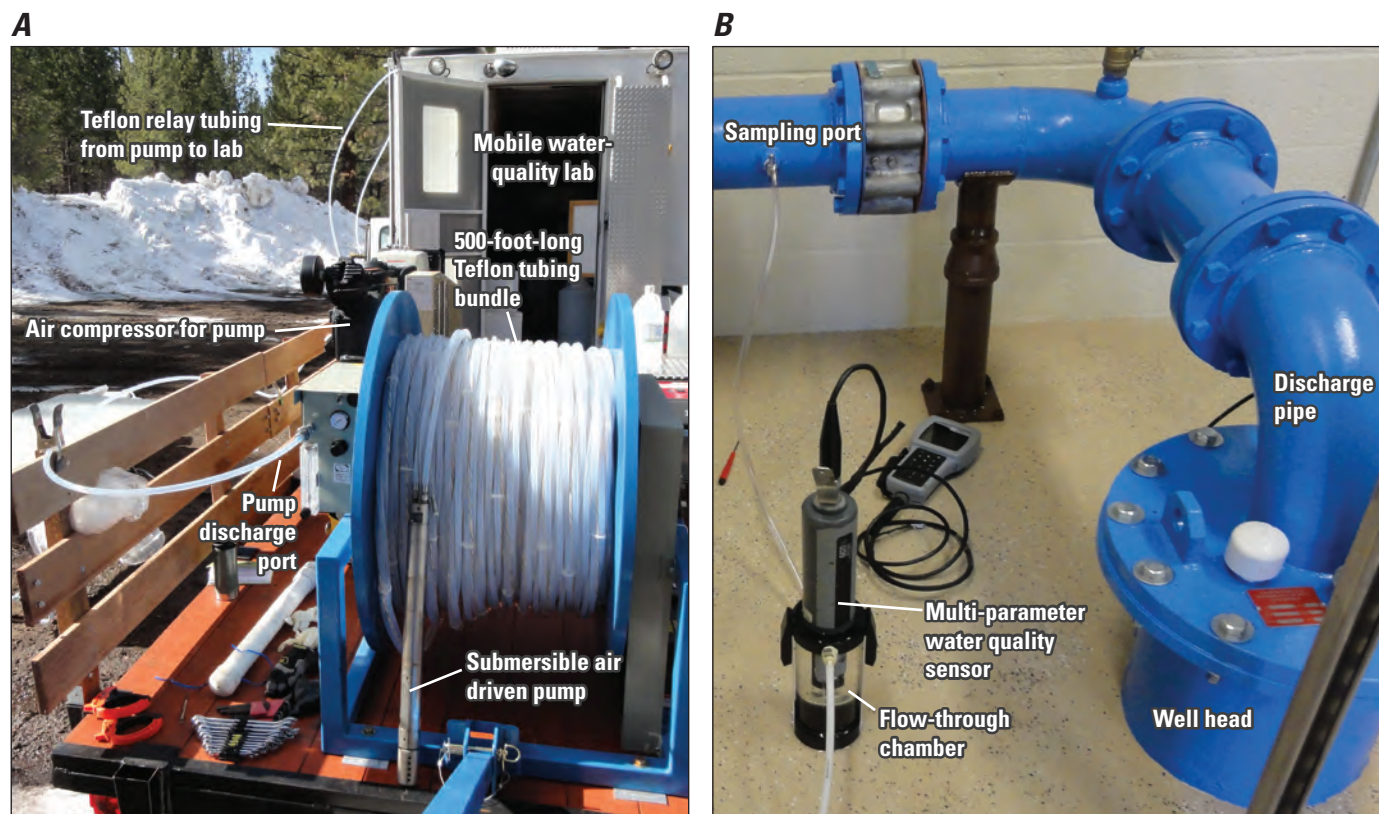 A
Teflon relay tubing
from pump to lab
Mobile water-
quality lab
500-foot-long
Teflon tubing
bundle
Air compressor for pump
Pump
discharge
port
Submersible air
driven pump
B
Sampling port
Discharge
pipe
Multi-parameter
water quality
sensor
Flow-through
chamber
Well head